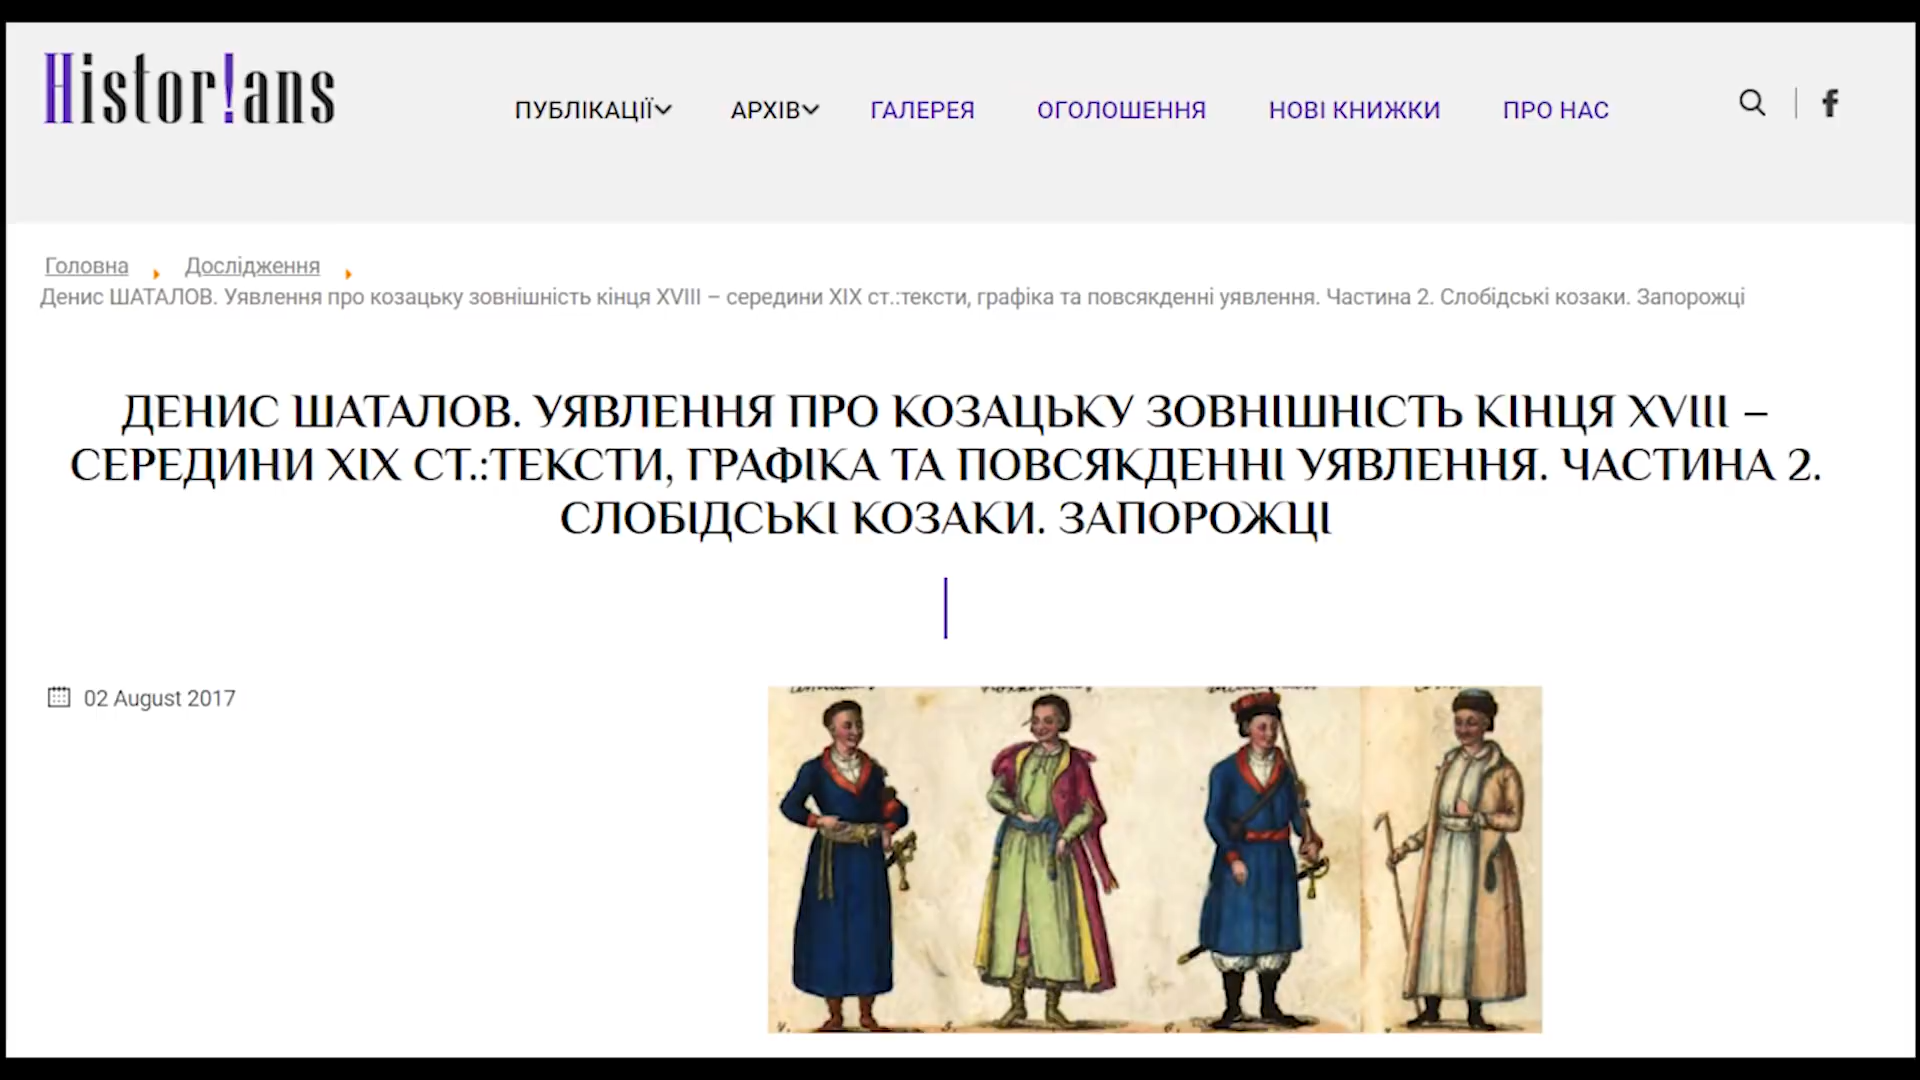 Histor!ans
ПУБЛІКАЦІЇ АРХІВ ГАЛЕРЕЯ ОГОЛОШЕННЯ НОВІ КНИЖКИ ПРО НАС
Головна Дослідження
Денис ШАТАЛОВ. Уявлення про козацьку зовнішність кінця XVIII – середини XIX ст.:тексти, графіка та повсякденні уявлення. Частина 2. Слобідські козаки. Запорожці
ДЕНИС ШАТАЛОВ. УЯВЛЕННЯ ПРО КОЗАЦЬКУ ЗОВНІШНІСТЬ КІНЦЯ XVIII –
СЕРЕДИНИ XIX СТ.:ТЕКСТИ, ГРАФІКА ТА ПОВСЯКДЕННІ УЯВЛЕННЯ. ЧАСТИНА 2.
СЛОБІДСЬКІ КОЗАКИ. ЗАПОРОЖЦІ
02 August 2017